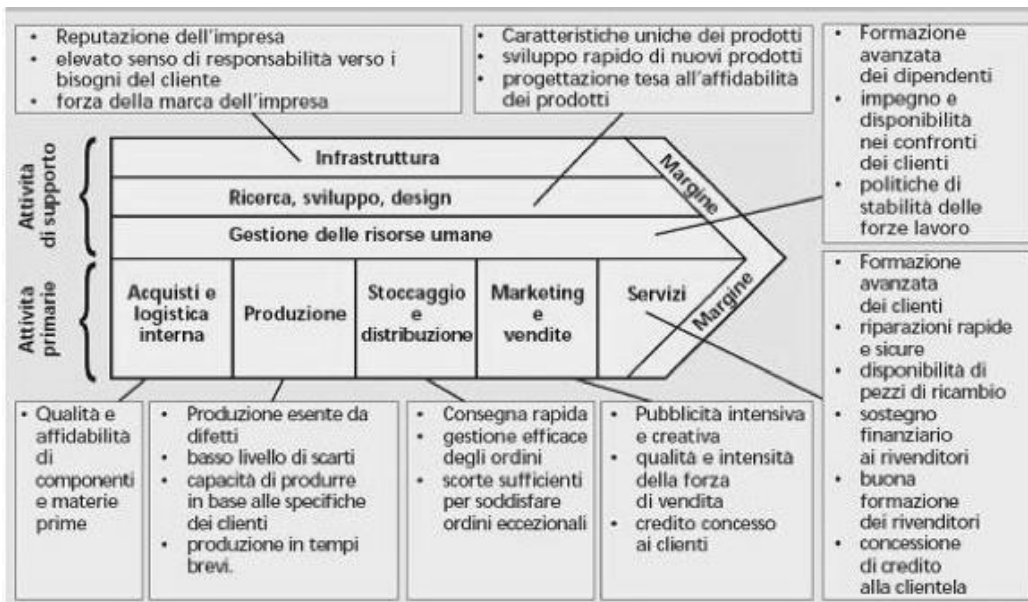 • Reputazione dell'impresa
• elevato senso di responsabilità verso i
bisogni del cliente
• forza della marca dell'impresa
• Caratteristiche uniche dei prodotti
• sviluppo rapido di nuovi prodotti
• progettazione tesa all'affidabilità
dei prodotti
• Formazione
avanzata
dei dipendenti
• impegno e
disponibilità
nei confronti
dei clienti
• politiche di
stabilità delle
forze lavoro
Attività
di supporto
Infrastruttura
Ricerca, sviluppo, design
Gestione delle risorse umane
Margine
Attività
primarie
Acquisti e
logistica
interna
Produzione
Stoccaggio
e
distribuzione
Marketing
e
vendite
Servizi
Margine
• Formazione
avanzata
dei clienti
• riparazioni rapide
e sicure
• disponibilità di
pezzi di ricambio
• sostegno
finanziario
ai rivenditori
• buona
formazione
dei rivenditori
• concessione
di credito
alla clientela
• Qualità e
affidabilità
di
componenti
e materie
prime
• Produzione esente da
difetti
• basso livello di scarti
• capacità di produrre
in base alle specifiche
dei clienti
• produzione in tempi
brevi.
• Consegna rapida
• gestione efficace
degli ordini
• scorte sufficienti
per soddisfare
ordini eccezionali
• Pubblicità intensiva
e creativa
• qualità e intensità
della forza
di vendita
• credito concesso
ai clienti